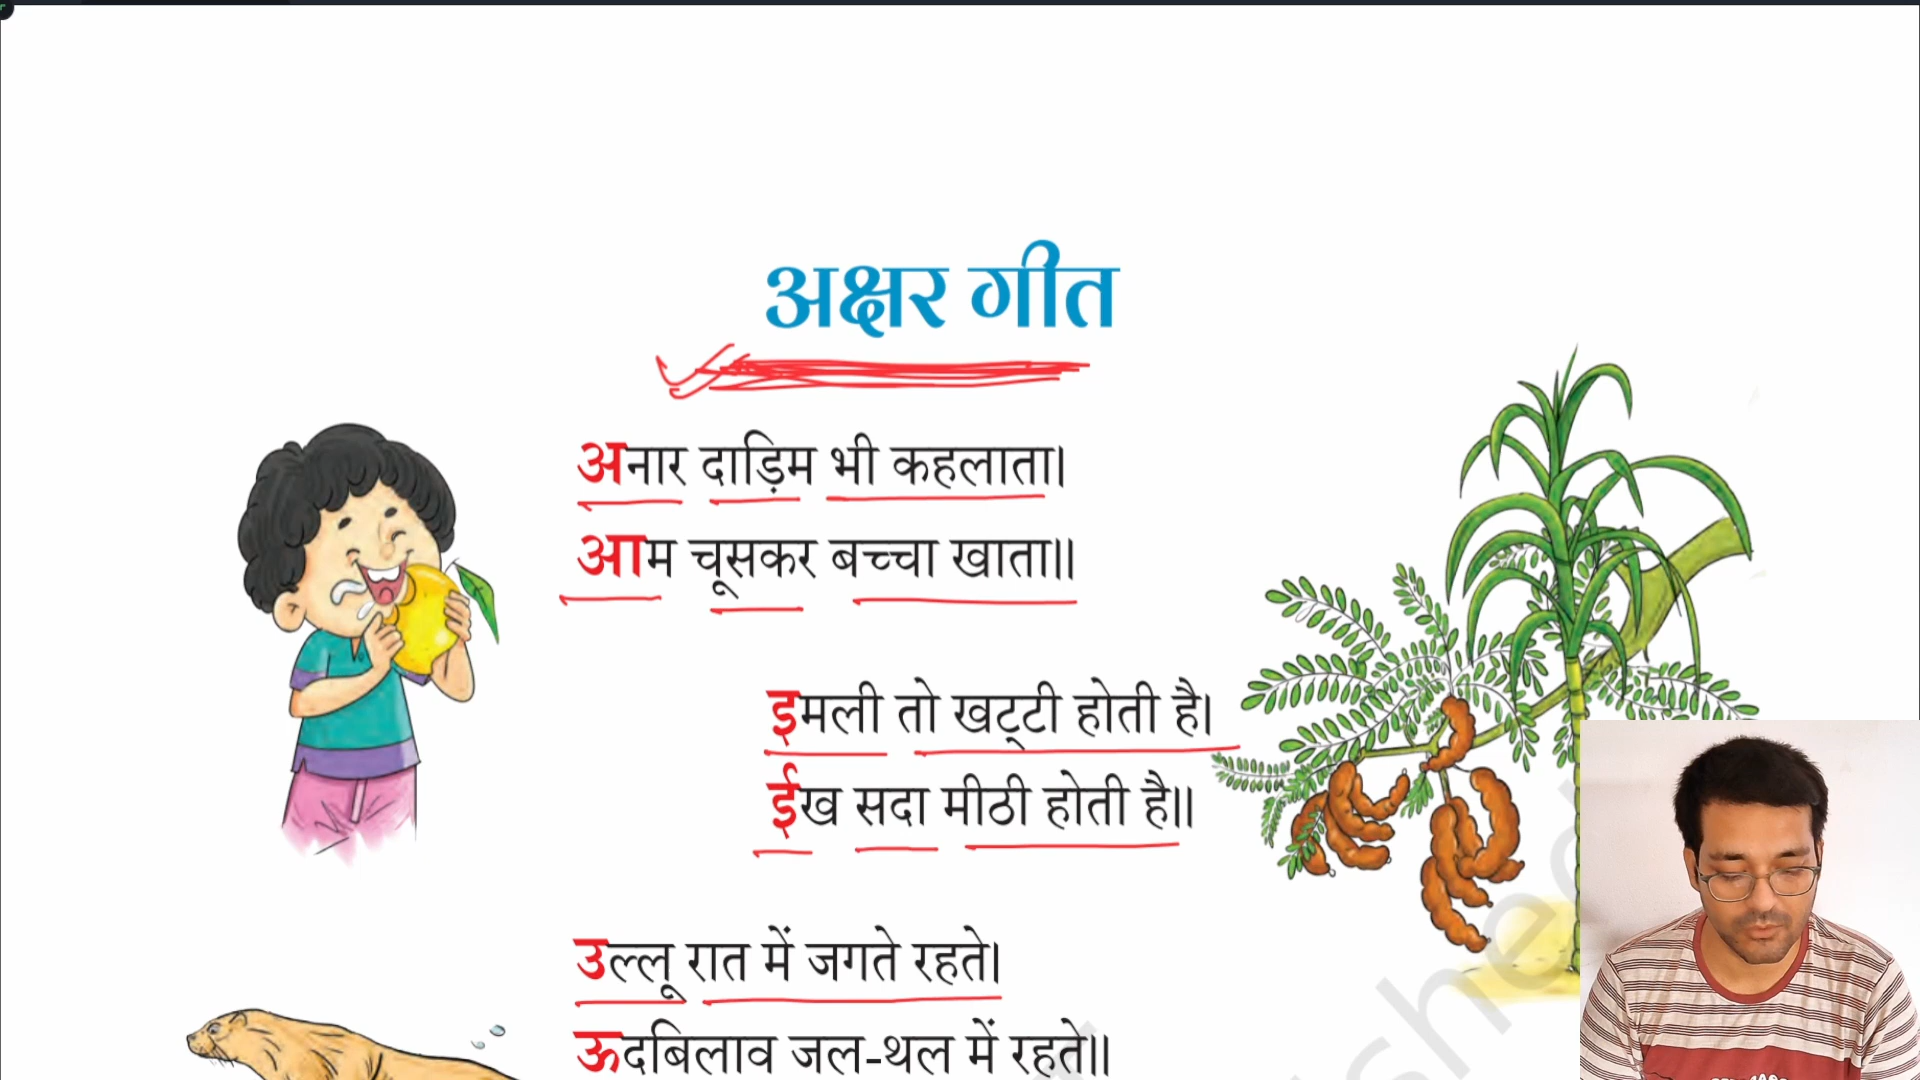 अक्षर गीत
अनार दाड़िम भी कहलाता।
आम चूसकर बच्चा खाता॥
इमली तो खट्‌टी होती है।
ईख सदा मीठी होती है॥
उल्लू रात में जगते रहते।
ऊदबिलाव जल-थल में रहते॥